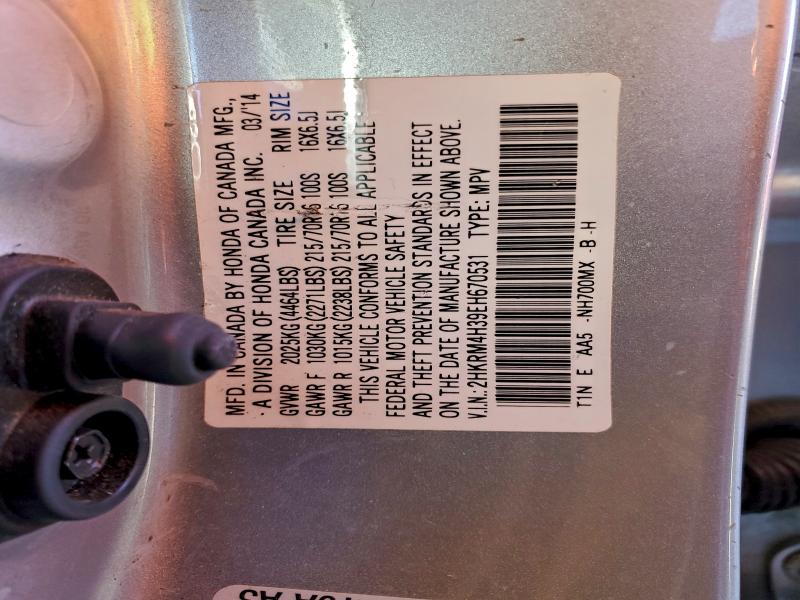 MFD. IN CANADA BY HONDA OF CANADA MFG.,
A DIVISION OF HONDA CANADA INC. 03/'14
GVWR 2025KG(4464LBS) TIRE SIZE RIM SIZE
GAWR F 1030KG(2271LBS) 215/70R16 100S 16X6.5J
GAWR R 1015KG(2238LBS) 215/70R16 100S 16X6.5J
THIS VEHICLE CONFORMS TO ALL APPLICABLE
FEDERAL MOTOR VEHICLE SAFETY
AND THEFT PREVENTION STANDARDS IN EFFECT
ON THE DATE OF MANUFACTURE SHOWN ABOVE.
V.I.N.: 2HKRM4H39EH670531 TYPE: MPV
T1N E AA5 -NH700MX -B -H